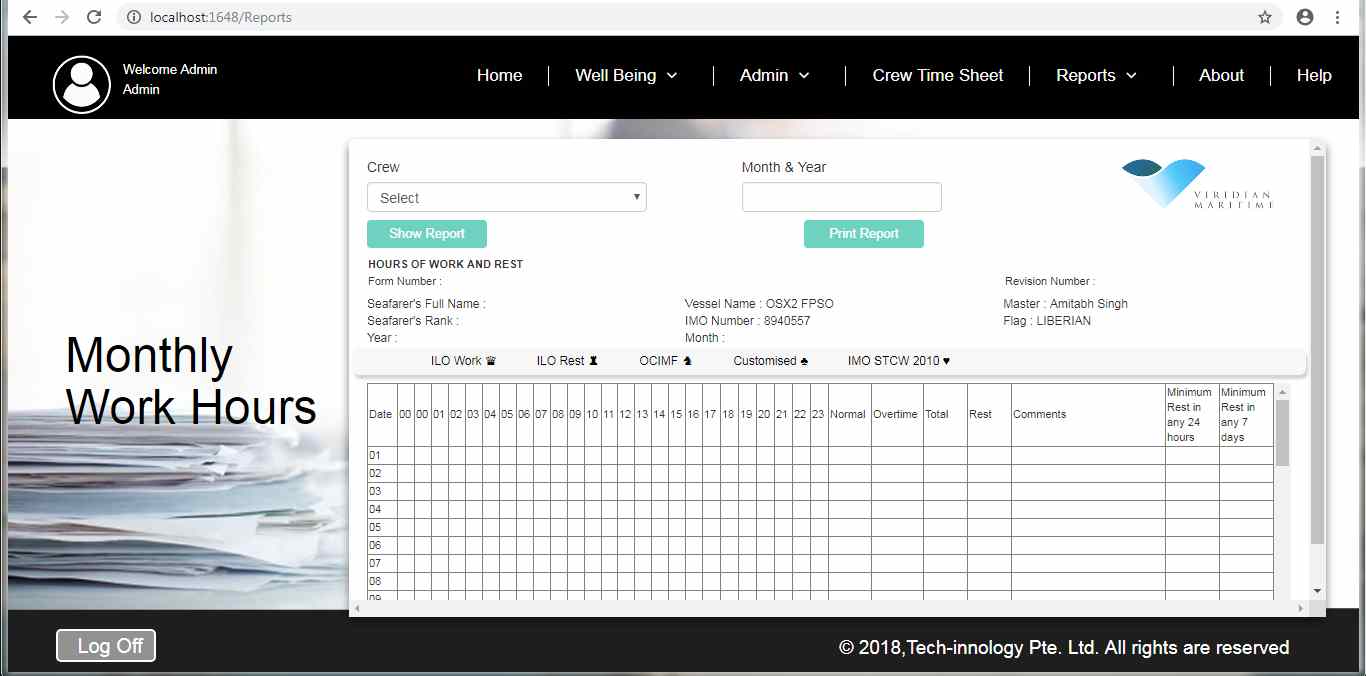 localhost:1648/Reports
Welcome Admin
Admin
Home Well Being Admin Crew Time Sheet Reports About Help
Monthly
Work Hours
Crew Month & Year
Select
VIRIDIAN
MARITIME
Show Report Print Report
HOURS OF WORK AND REST
Form Number : Revision Number :
Seafarer's Full Name : Vessel Name : OSX2 FPSO Master : Amitabh Singh
Seafarer's Rank : IMO Number : 8940557 Flag : LIBERIAN
Year : Month :
ILO Work ♛ ILO Rest ♜ OCIMF ♞ Customised ♣ IMO STCW 2010 ♥
Date 00 00 01 02 03 04 05 06 07 08 09 10 11 12 13 14 15 16 17 18 19 20 21 22 23 Normal Overtime Total Rest Comments Minimum Rest in any 24 hours Minimum Rest in any 7 days
01
02
03
04
05
06
07
08
09
Log Off
© 2018,Tech-innology Pte. Ltd. All rights are reserved